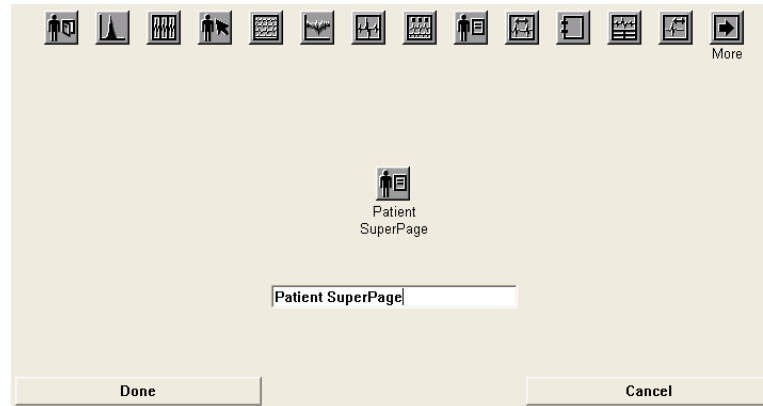 More
Patient
SuperPage
Patient SuperPage
Done
Cancel